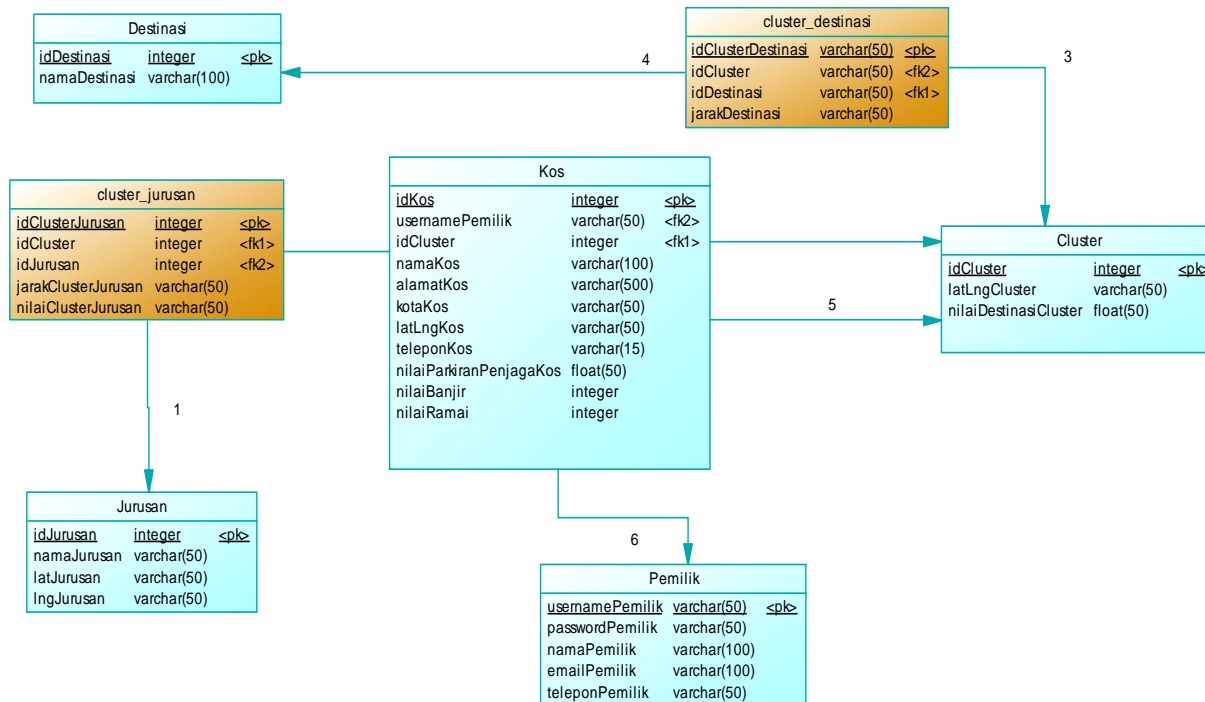 Destinasi
idDestinasi integer <pk>
namaDestinasi varchar(100)
4
cluster_destinasi
idClusterDestinasi varchar(50) <pk>
idCluster varchar(50) <fk2>
idDestinasi varchar(50) <fk1>
jarakDestinasi varchar(50)
3
cluster_jurusan
idClusterJurusan integer <pk>
idCluster integer <fk1>
idJurusan integer <fk2>
jarakClusterJurusan varchar(50)
nilaiClusterJurusan varchar(50)
Kos
idKos integer <pk>
usernamePemilik varchar(50) <fk2>
idCluster integer <fk1>
namaKos varchar(100)
alamatKos varchar(500)
kotaKos varchar(50)
latLngKos varchar(50)
teleponKos varchar(15)
nilaiParkiranPenjagaKos float(50)
nilaiBanjir integer
nilaiRamai integer
Cluster
idCluster integer <pk>
latLngCluster varchar(50)
nilaiDestinasiCluster float(50)
5
1
Jurusan
idJurusan integer <pk>
namaJurusan varchar(50)
latJurusan varchar(50)
lngJurusan varchar(50)
6
Pemilik
usernamePemilik varchar(50) <pk>
passwordPemilik varchar(50)
namaPemilik varchar(100)
emailPemilik varchar(100)
teleponPemilik varchar(50)